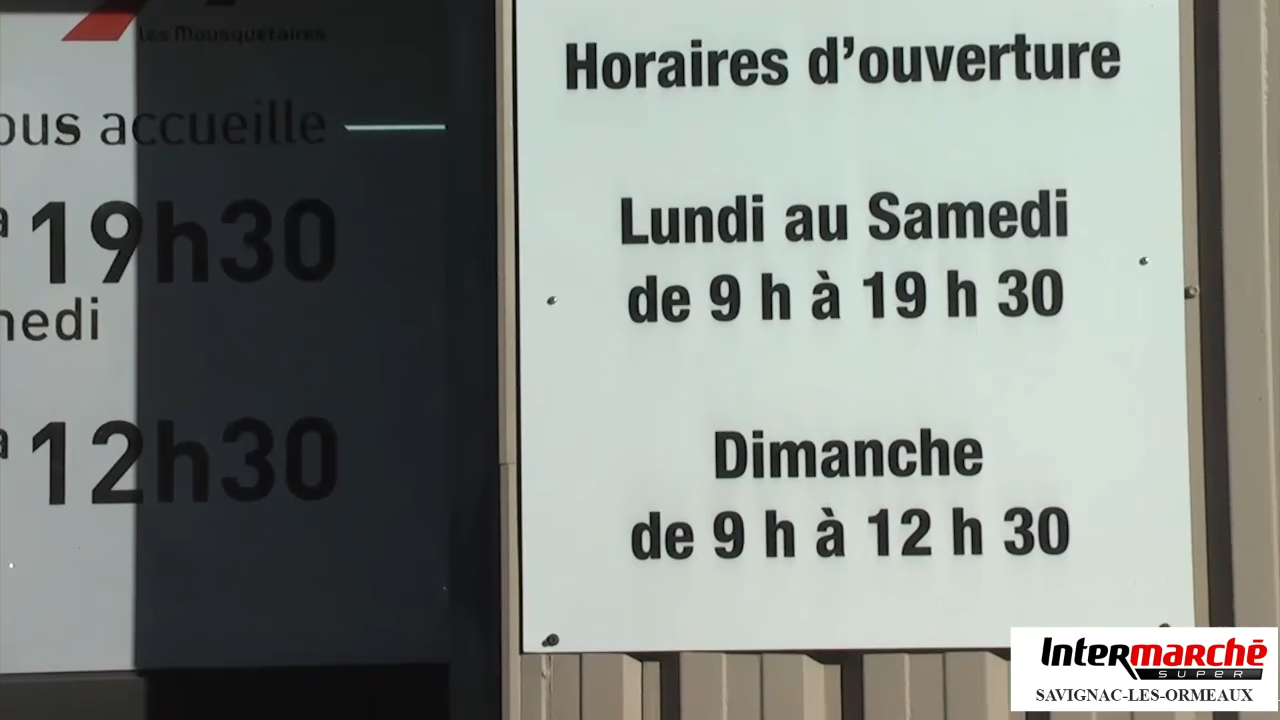 les Mousquetaires
ous accueille
à 19h30
medi
à 12h30
Horaires d'ouverture
Lundi au Samedi
de 9 h à 19 h 30
Dimanche
de 9 h à 12 h 30
Intermarché
SUPER
SAVIGNAC-LES-ORMEAUX